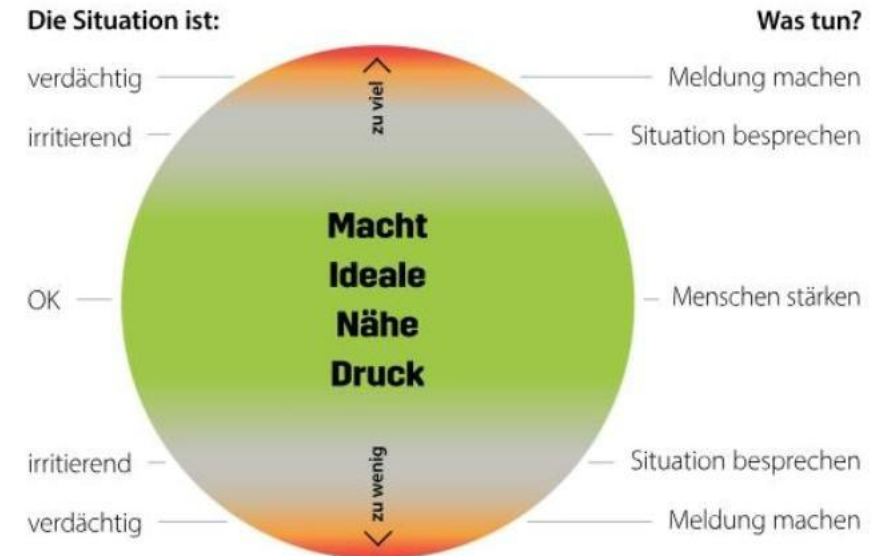 Die Situation ist:
Was tun?
verdächtig
zu viel
Meldung machen
irritierend
Situation besprechen
Macht
Ideale
OK
Menschen stärken
Nähe
Druck
irritierend
zu wenig
Situation besprechen
verdächtig
Meldung machen